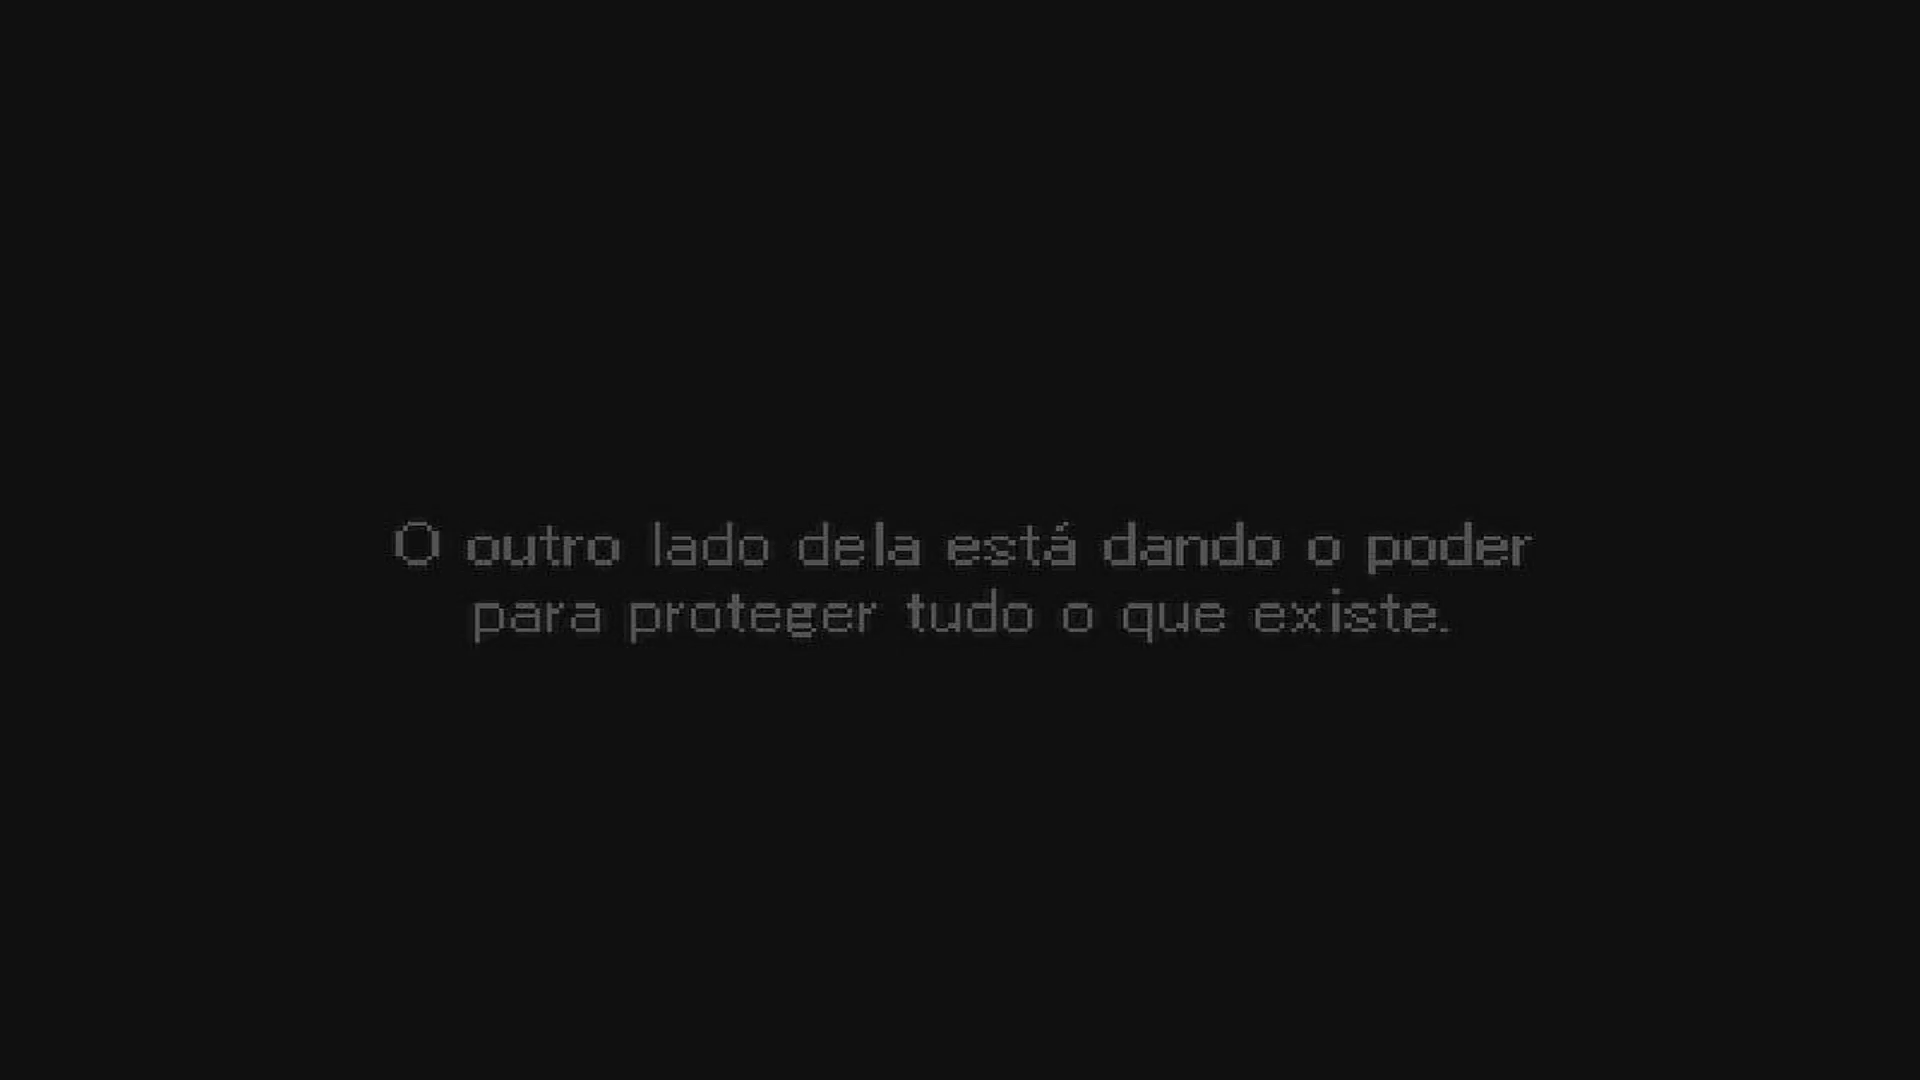 O outro lado dela está dando o poder
para proteger tudo o que existe.